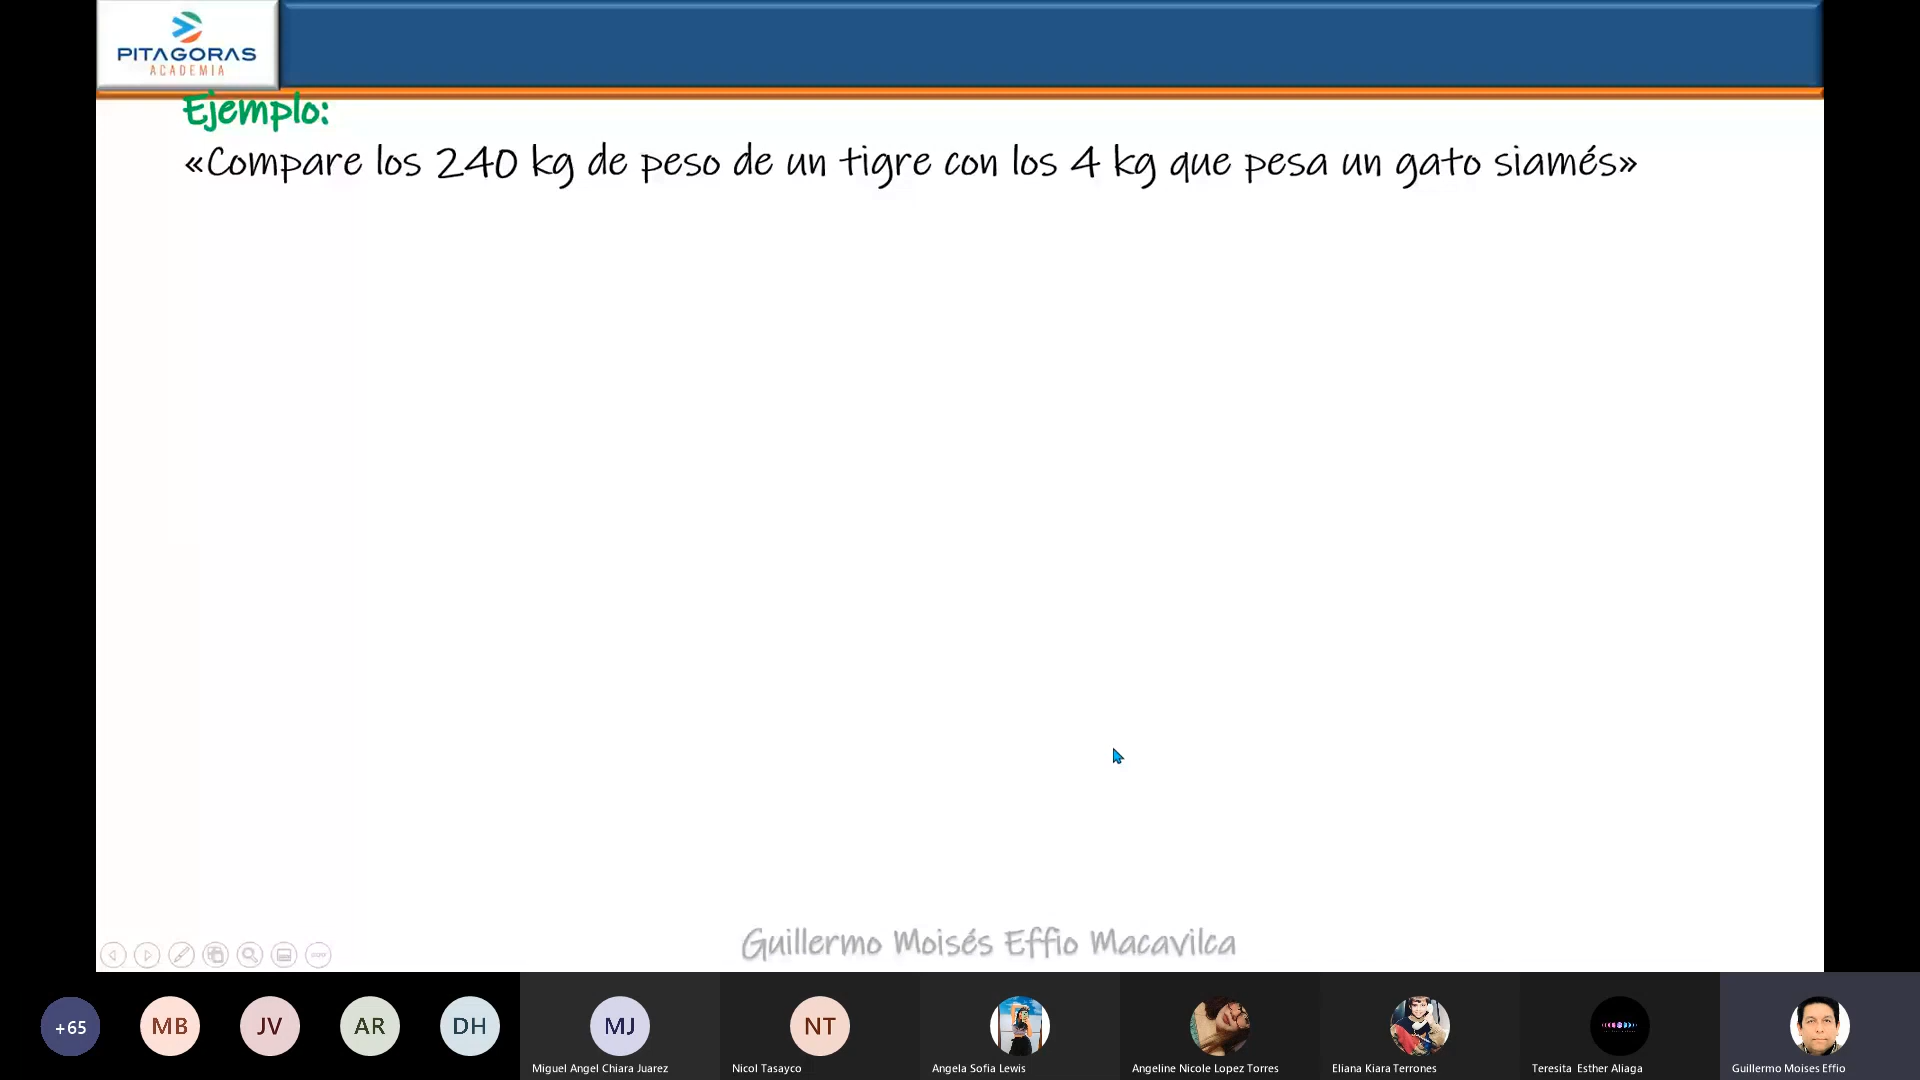 PITAGORAS
ACADEMIA
Ejemplo:
«Compare los 240 kg de peso de un tigre con los 4 kg que pesa un gato siamés»
Guillermo Moisés Effio Macavilca
+65
MB
JV
AR
DH
MJ
NT
Miguel Angel Chiara Juarez
Nicol Tasayco
Angela Sofia Lewis
Angeline Nicole Lopez Torres
Eliana Kiara Terrones
Teresita Esther Aliaga
Guillermo Moises Effio